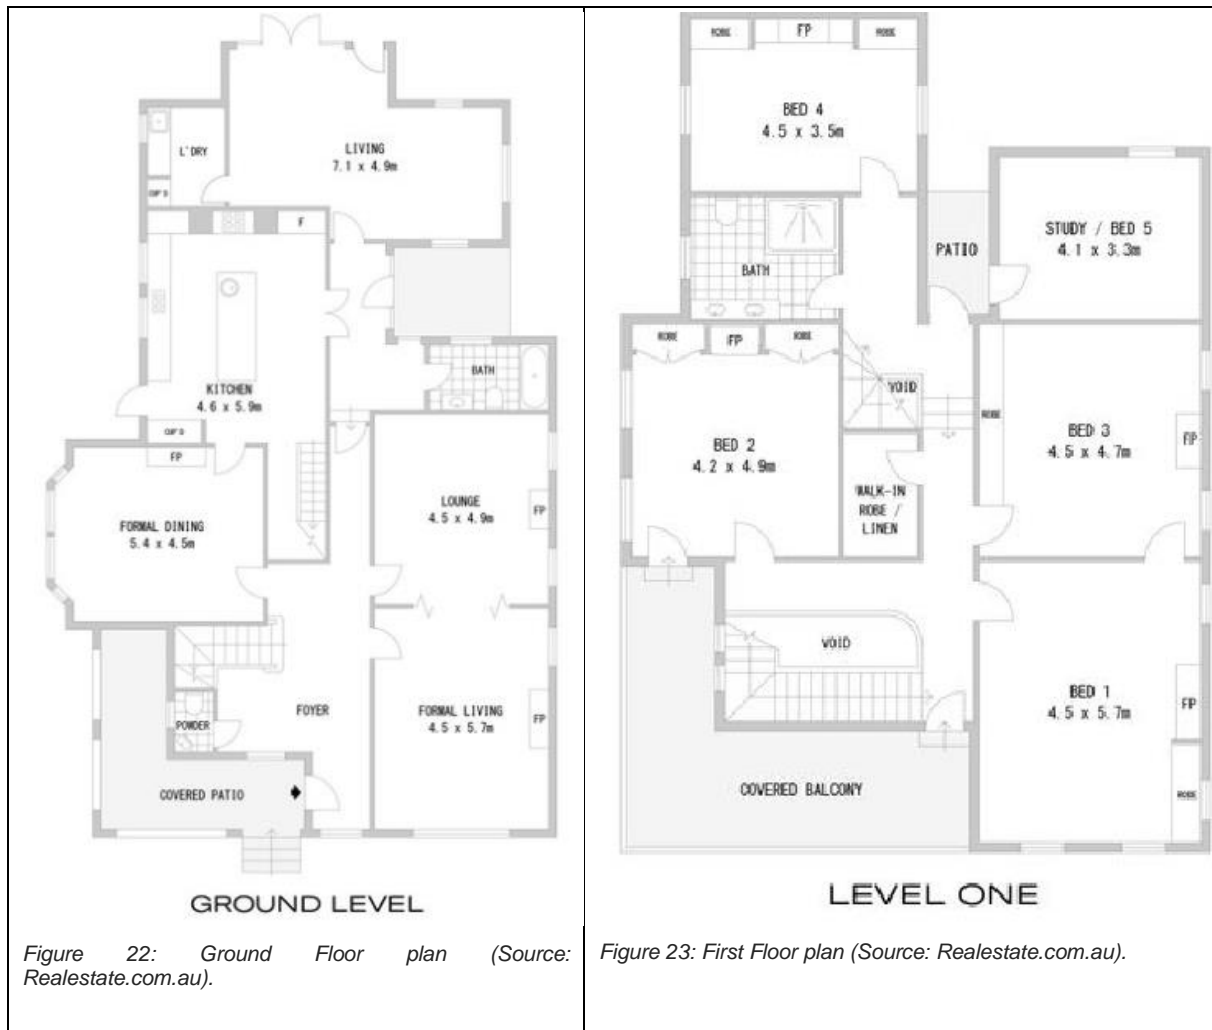 L'DRY
LIVING
7.1 x 4.9m
CUP'D
F
KITCHEN
4.6 x 5.9m
BATH
CUP'D
FP
FORMAL DINING
5.4 x 4.5m
LOUNGE
4.5 x 4.9m
FP
POWDER
FOYER
FORMAL LIVING
4.5 x 5.7m
FP
COVERED PATIO
GROUND LEVEL
Figure 22: Ground Floor plan (Source:
Realestate.com.au).
ROBE
FP
ROBE
BED 4
4.5 x 3.5m
STUDY / BED 5
4.1 x 3.3m
PATIO
BATH
ROBE
FP
ROBE
VOID
BED 2
4.2 x 4.9m
ROBE
BED 3
4.5 x 4.7m
FP
WALK-IN
ROBE /
LINEN
VOID
BED 1
4.5 x 5.7m
FP
ROBE
COVERED BALCONY
LEVEL ONE
Figure 23: First Floor plan (Source: Realestate.com.au).